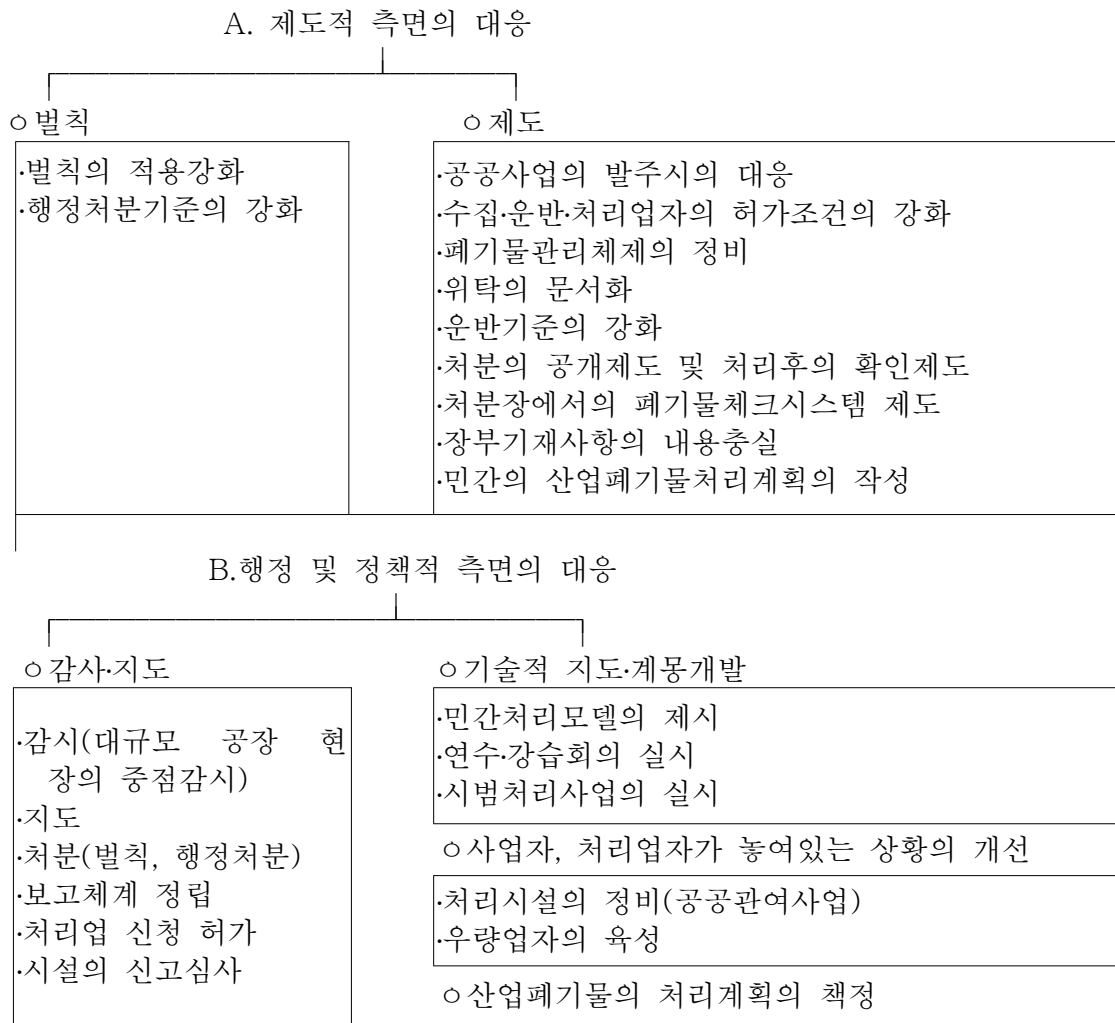 A. 제도적 측면의 대응
ㅇ벌칙
·벌칙의 적용강화
·행정처분기준의 강화
ㅇ제도
·공공사업의 발주시의 대응
·수집·운반·처리업자의 허가조건의 강화
·폐기물관리체제의 정비
·위탁의 문서화
·운반기준의 강화
·처분의 공개제도 및 처리후의 확인제도
·처분장에서의 폐기물체크시스템 제도
·장부기재사항의 내용충실
·민간의 산업폐기물처리계획의 작성
B.행정 및 정책적 측면의 대응
ㅇ감사·지도
·감시(대규모 공장 현
장의 중점감시)
·지도
·처분(벌칙, 행정처분)
·보고체계 정립
·처리업 신청 허가
·시설의 신고심사
ㅇ기술적 지도·계몽개발
·민간처리모델의 제시
·연수·강습회의 실시
·시범처리사업의 실시
ㅇ사업자, 처리업자가 놓여있는 상황의 개선
·처리시설의 정비(공공관여사업)
·우량업자의 육성
ㅇ산업폐기물의 처리계획의 책정